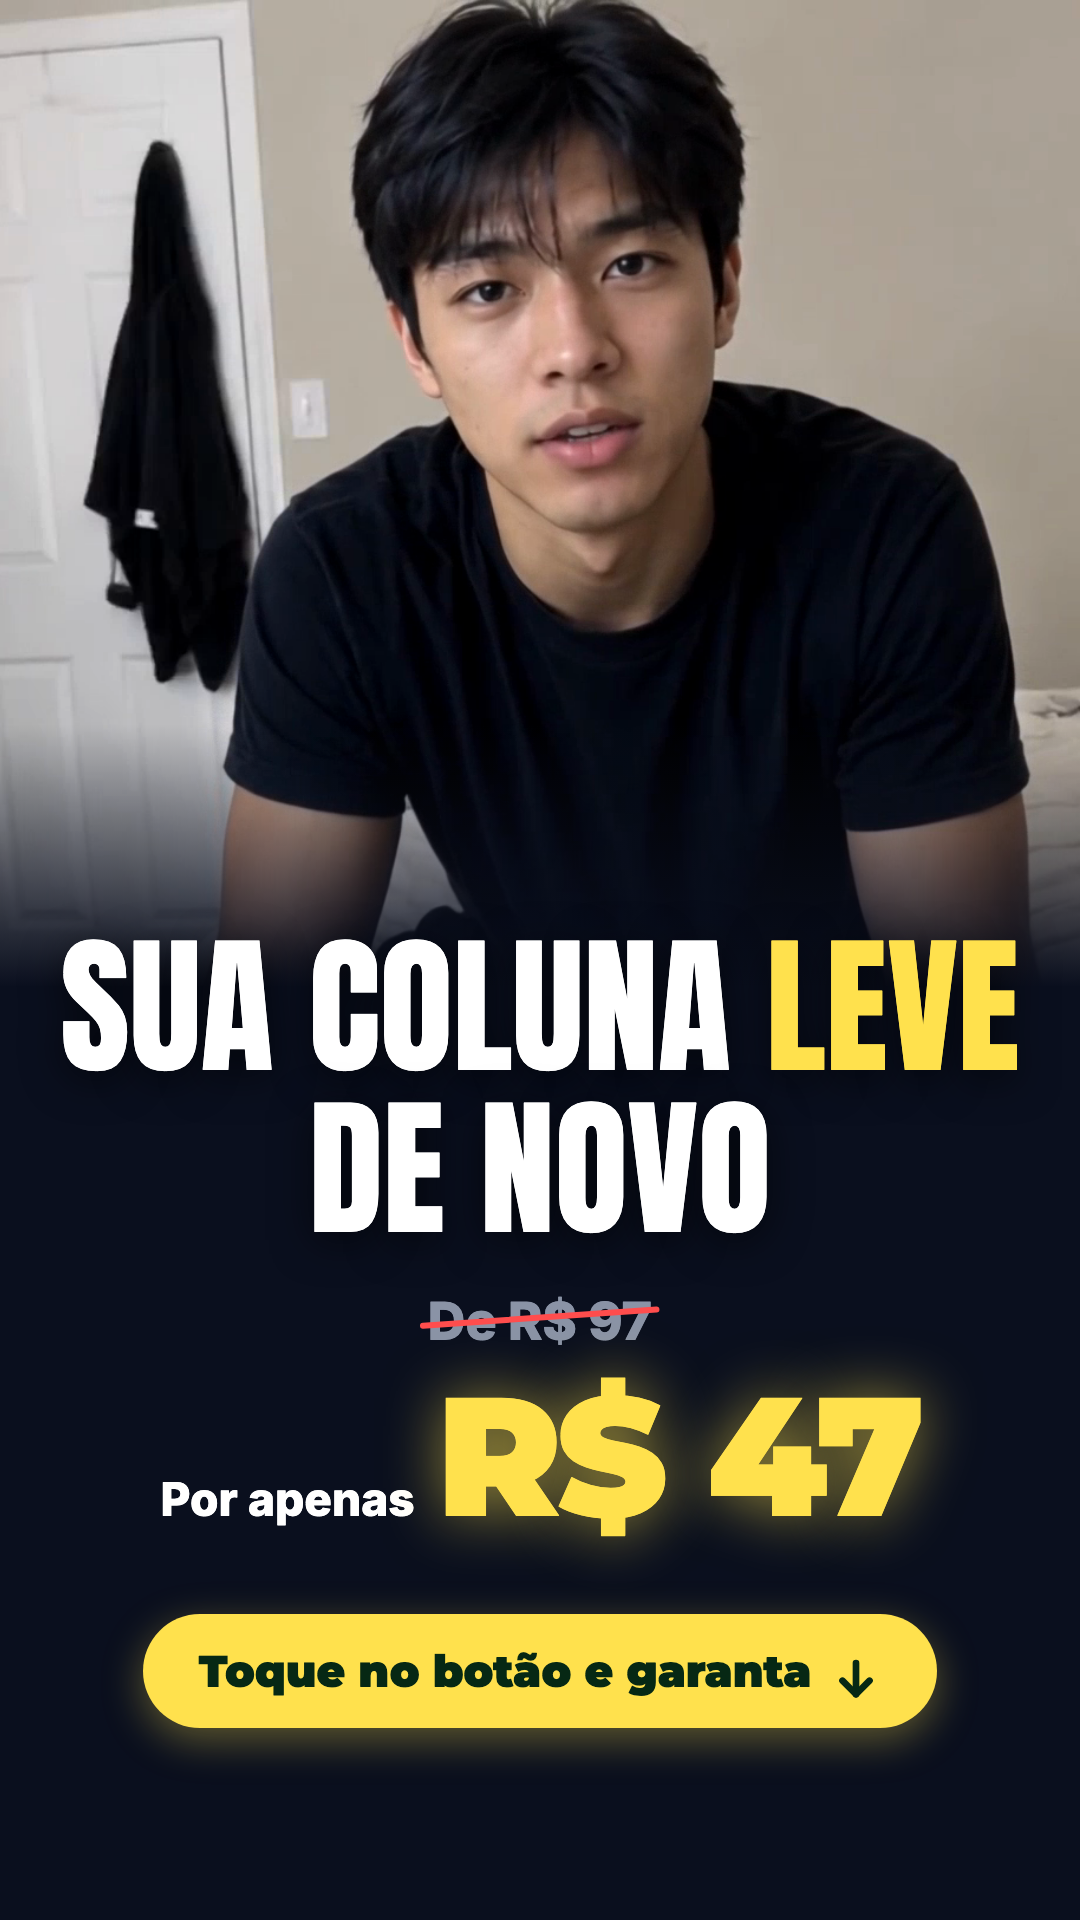 SUA COLUNA LEVE
DE NOVO
De R$ 97
Por apenas R$ 47
Toque no botão e garanta ↓